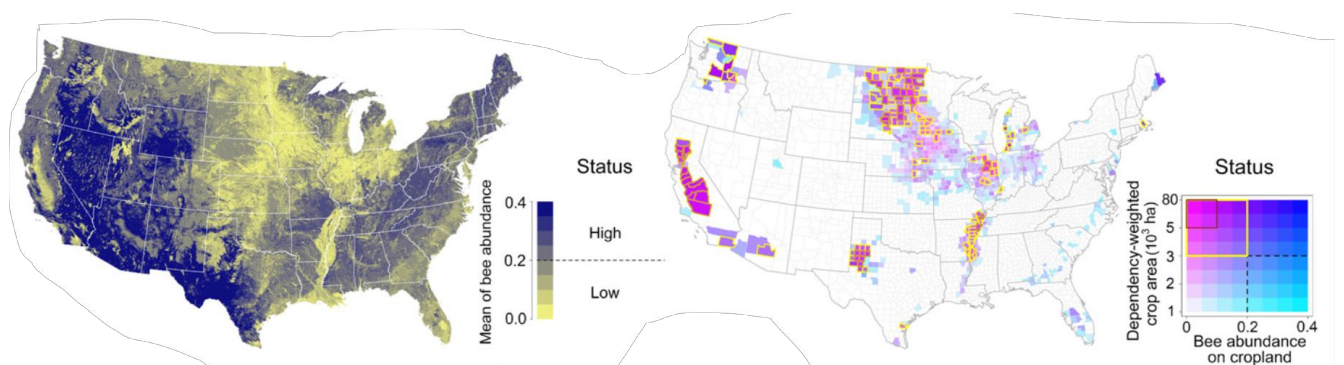 Status
Mean of bee abundance
0.4
High
0.2
Low
0.0
Status
Dependency-weighted
crop area (10³ ha)
80
5
3
2
1
0 0.2 0.4
Bee abundance
on cropland